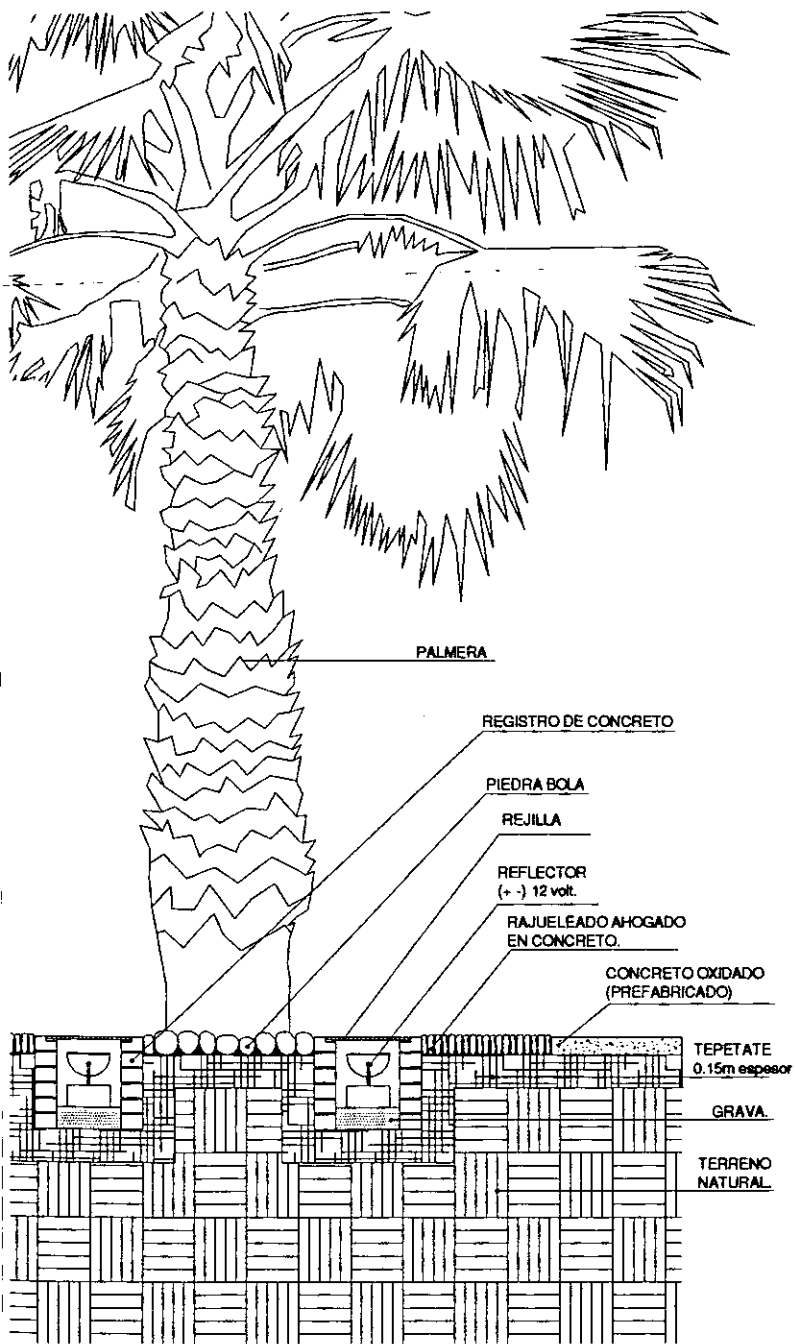 PALMERA
REGISTRO DE CONCRETO
PIEDRA BOLA
REJILLA
REFLECTOR
(+ -) 12 volt.
RAJUELEADO AHOGADO
EN CONCRETO.
CONCRETO OXIDADO
(PREFABRICADO)
TEPETATE
0.15m espesor
GRAVA.
TERRENO
NATURAL